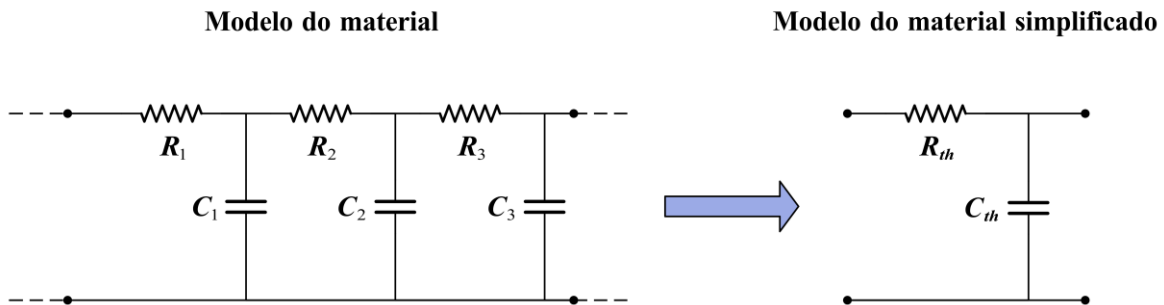 Modelo do material
Modelo do material simplificado
R1
R2
R3
Rth
C1
C2
C3
Cth